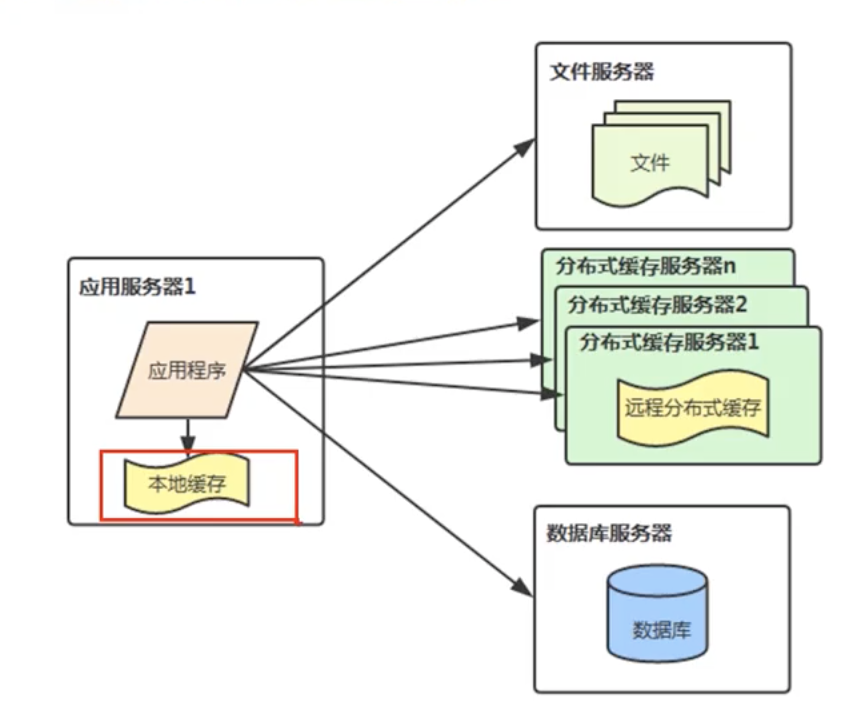 文件服务器
文件
应用服务器1
应用程序
本地缓存
分布式缓存服务器n
分布式缓存服务器2
分布式缓存服务器1
远程分布式缓存
数据库服务器
数据库